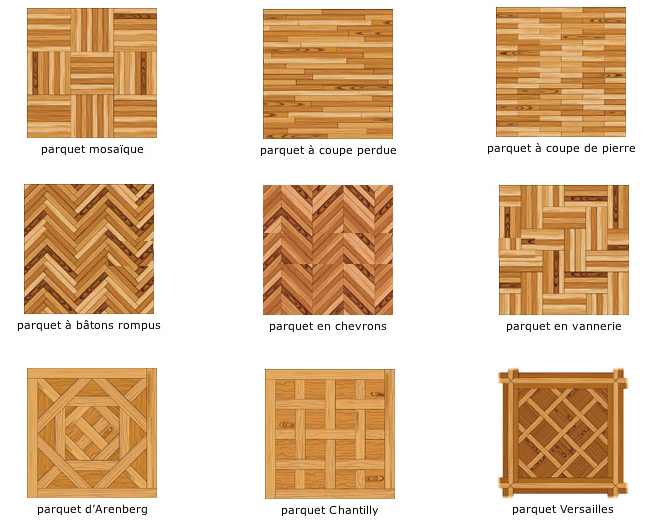 parquet mosaïque
parquet à coupe perdue
parquet à coupe de pierre
parquet à bâtons rompus
parquet en chevrons
parquet en vannerie
parquet d’Arenberg
parquet Chantilly
parquet Versailles